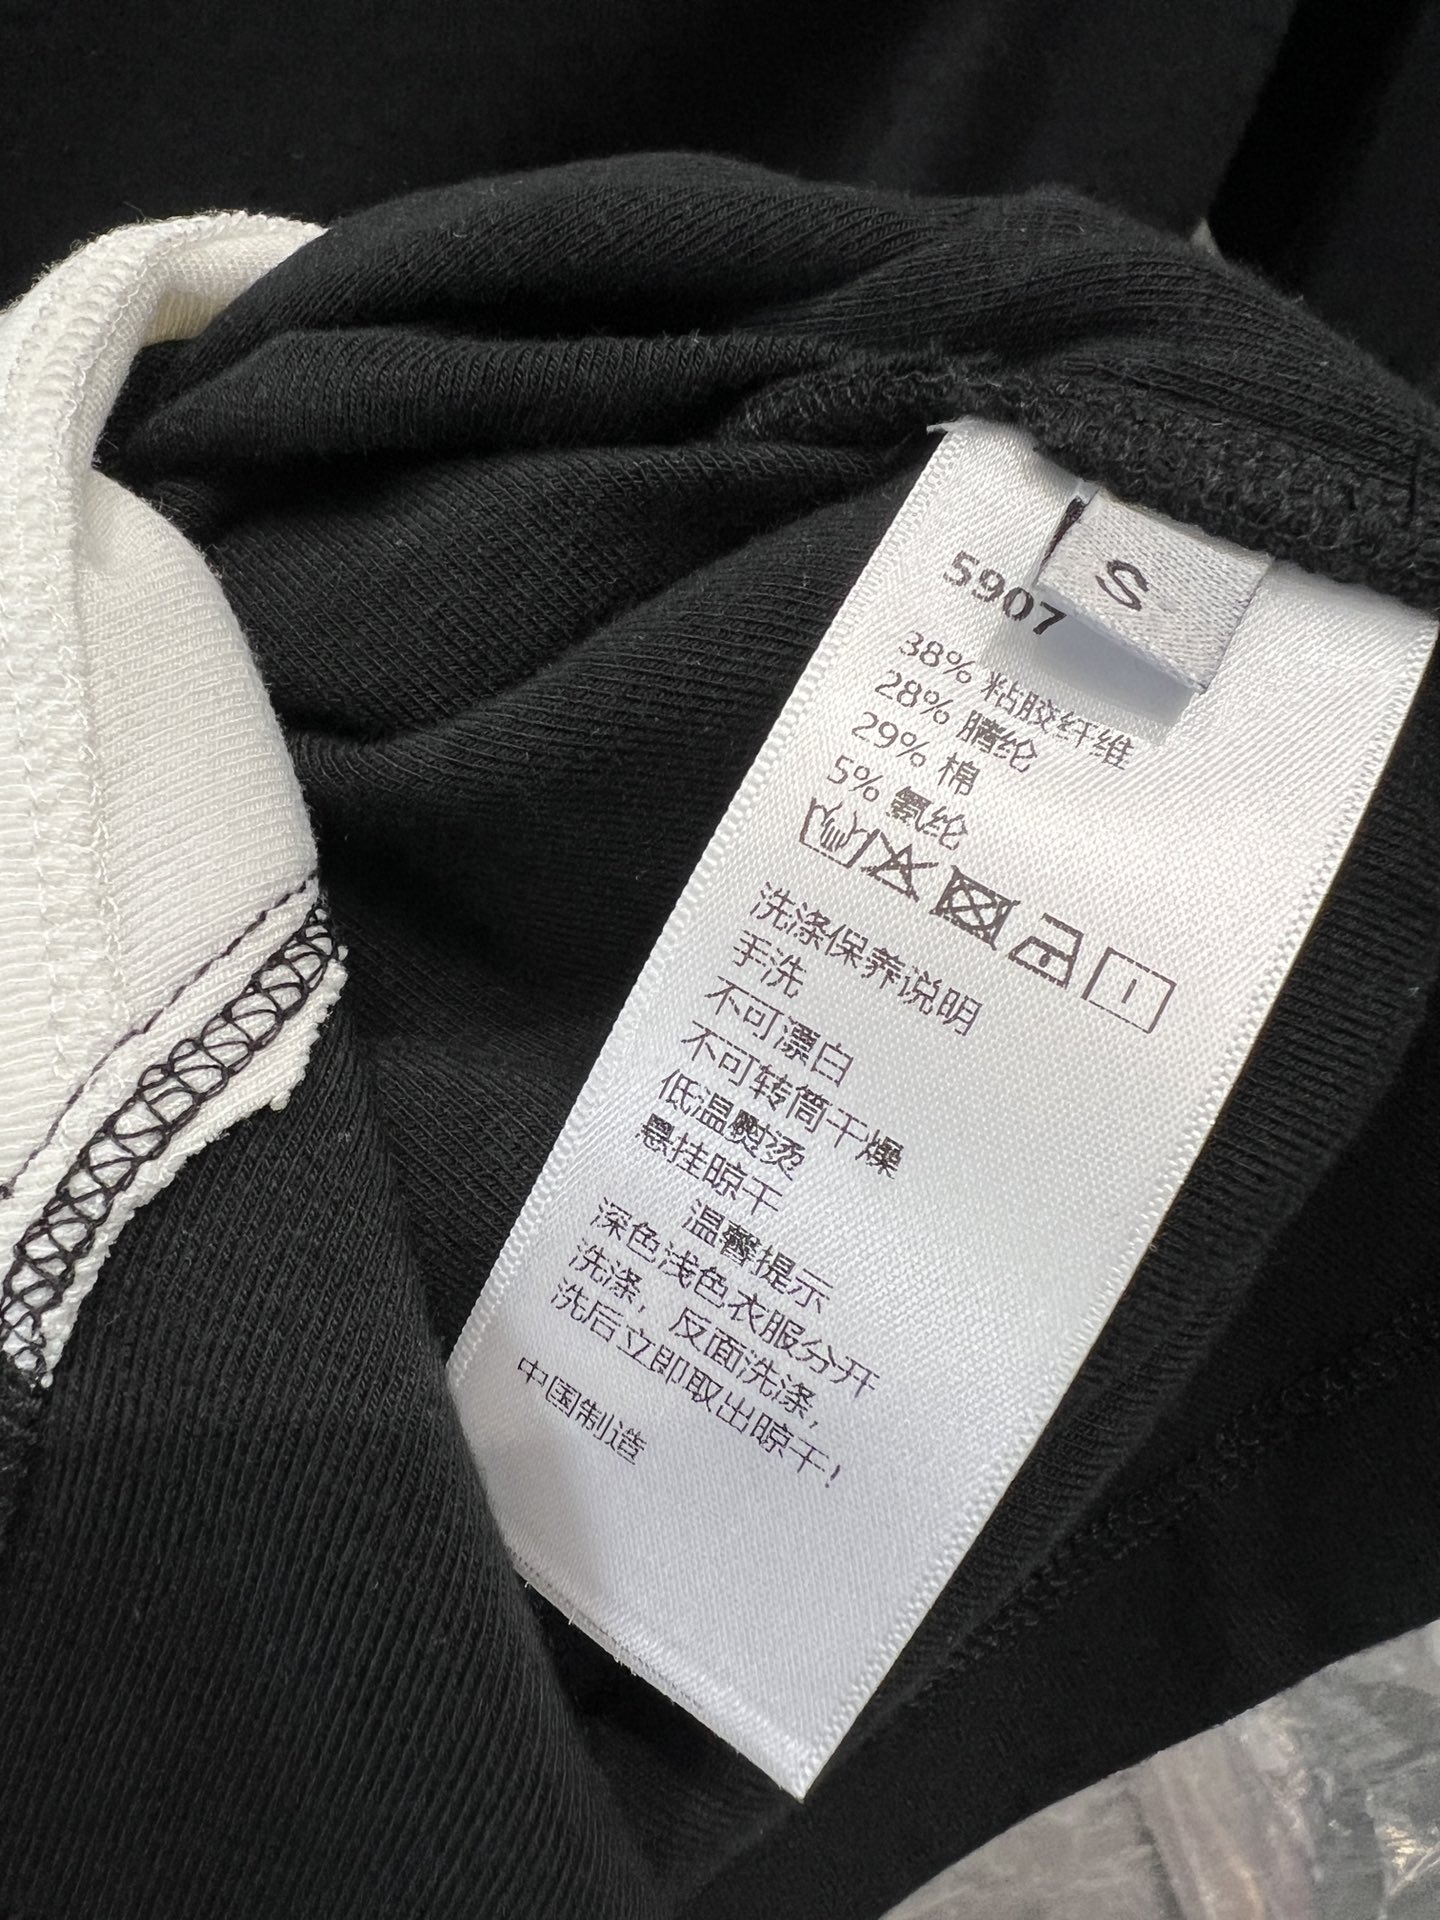 S
5907
38% 粘胶纤维
28% 腈纶
29% 棉
5% 氨纶
洗涤保养说明
手洗
不可漂白
不可转筒干燥
低温熨烫
悬挂晾干
温馨提示
深色浅色衣服分开
洗涤，反面洗涤，
洗后立即取出晾干！
中国制造